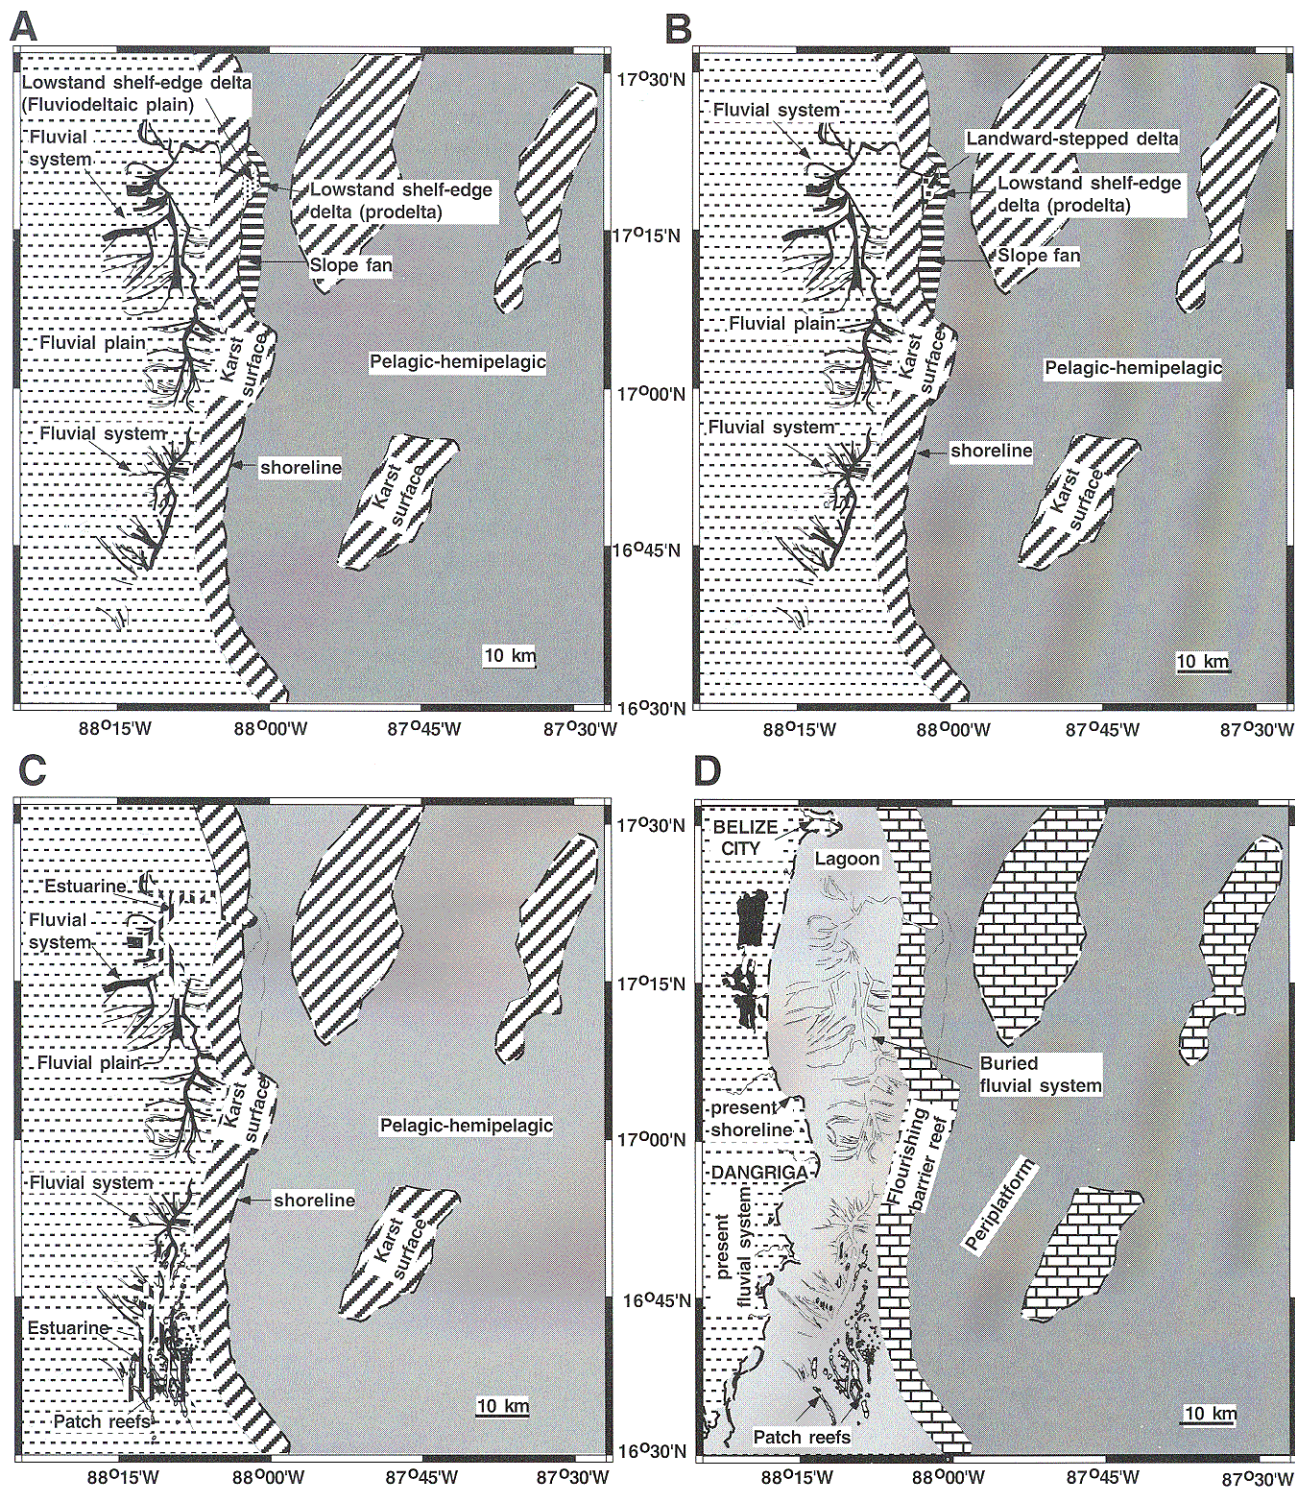 A
Lowstand shelf-edge delta
(Fluviodeltaic plain)
Fluvial
system
Lowstand shelf-edge
delta (prodelta)
Slope fan
Fluvial plain
Karst
surface
Pelagic-hemipelagic
Fluvial system
shoreline
Karst
surface
10 km
88°15'W
88°00'W
87°45'W
87°30'W
17°30'N
17°15'N
17°00'N
16°45'N
16°30'N
B
Fluvial system
Landward-stepped delta
Lowstand shelf-edge
delta (prodelta)
Slope fan
Fluvial plain
Karst
surface
Pelagic-hemipelagic
Fluvial system
shoreline
Karst
surface
10 km
88°15'W
88°00'W
87°45'W
87°30'W
C
Estuarine
Fluvial
system
Fluvial plain
Karst
surface
Pelagic-hemipelagic
Fluvial system
shoreline
Karst
surface
Estuarine
Patch reefs
10 km
88°15'W
88°00'W
87°45'W
87°30'W
17°30'N
17°15'N
17°00'N
16°45'N
16°30'N
D
BELIZE
CITY
Lagoon
Buried
fluvial system
present
shoreline
DANGRIGA
Flourishing
barrier reef
Periplatform
present
fluvial system
Patch reefs
10 km
88°15'W
88°00'W
87°45'W
87°30'W